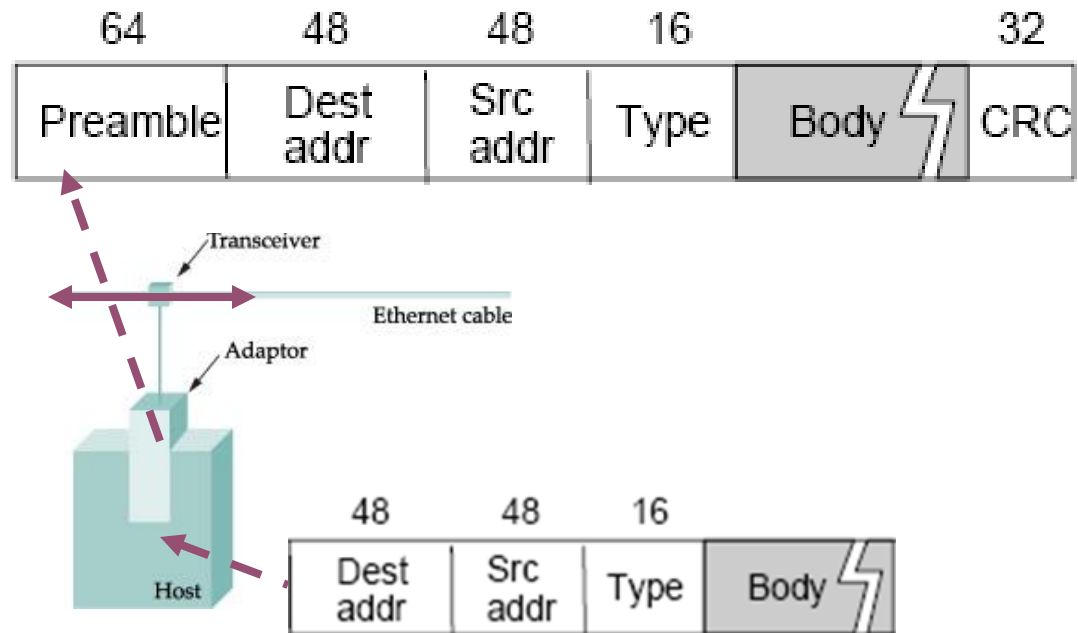 64 48 48 16 32
Preamble Dest addr Src addr Type Body CRC
Transceiver
Ethernet cable
Adaptor
Host
48 48 16
Dest addr Src addr Type Body